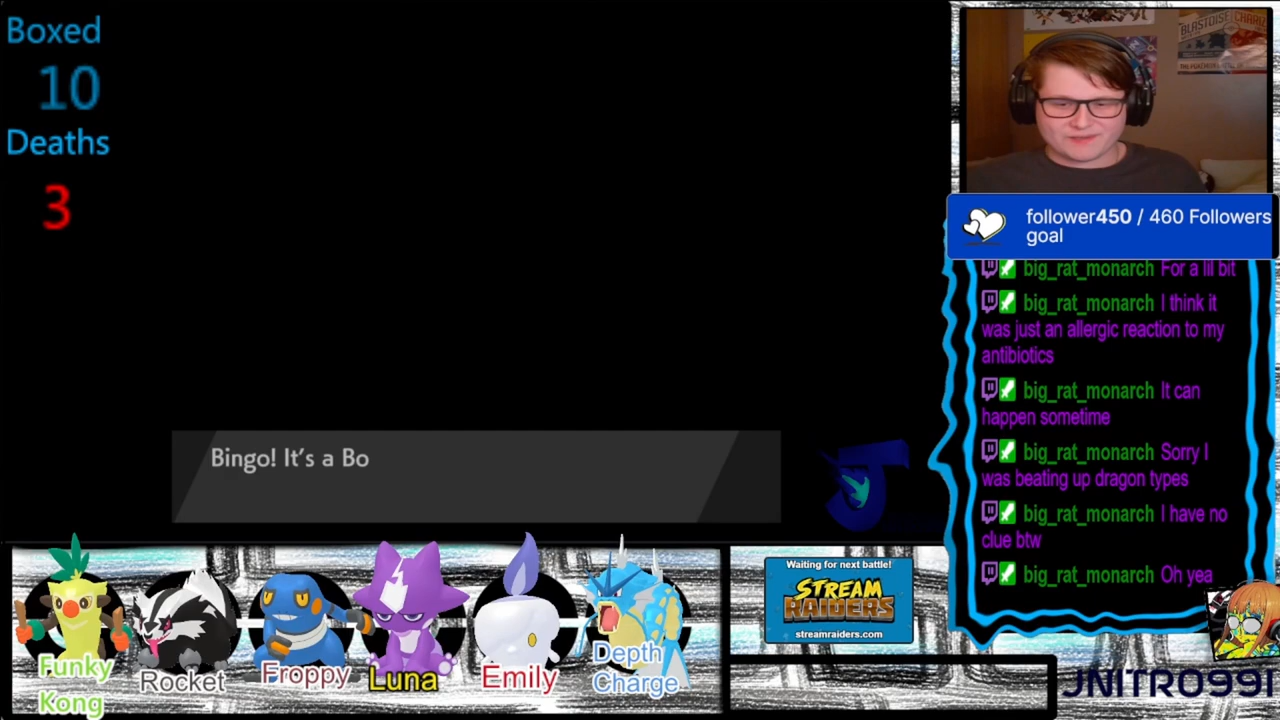 Boxed
10
Deaths
3
Bingo! It's a Bo
BLASTOISE
follower450 / 460 Followers
goal
big_rat_monarch For a lil bit
big_rat_monarch I think it
was just an allergic reaction to my
antibiotics
big_rat_monarch It can
happen sometime
big_rat_monarch Sorry I
was beating up dragon types
big_rat_monarch I have no
clue btw
big_rat_monarch Oh yea
Waiting for next battle!
STREAM
RAIDERS
streamraiders.com
Funky
Kong
Rocket
Froppy
Luna
Emily
Depth
Charge
JNITRO991